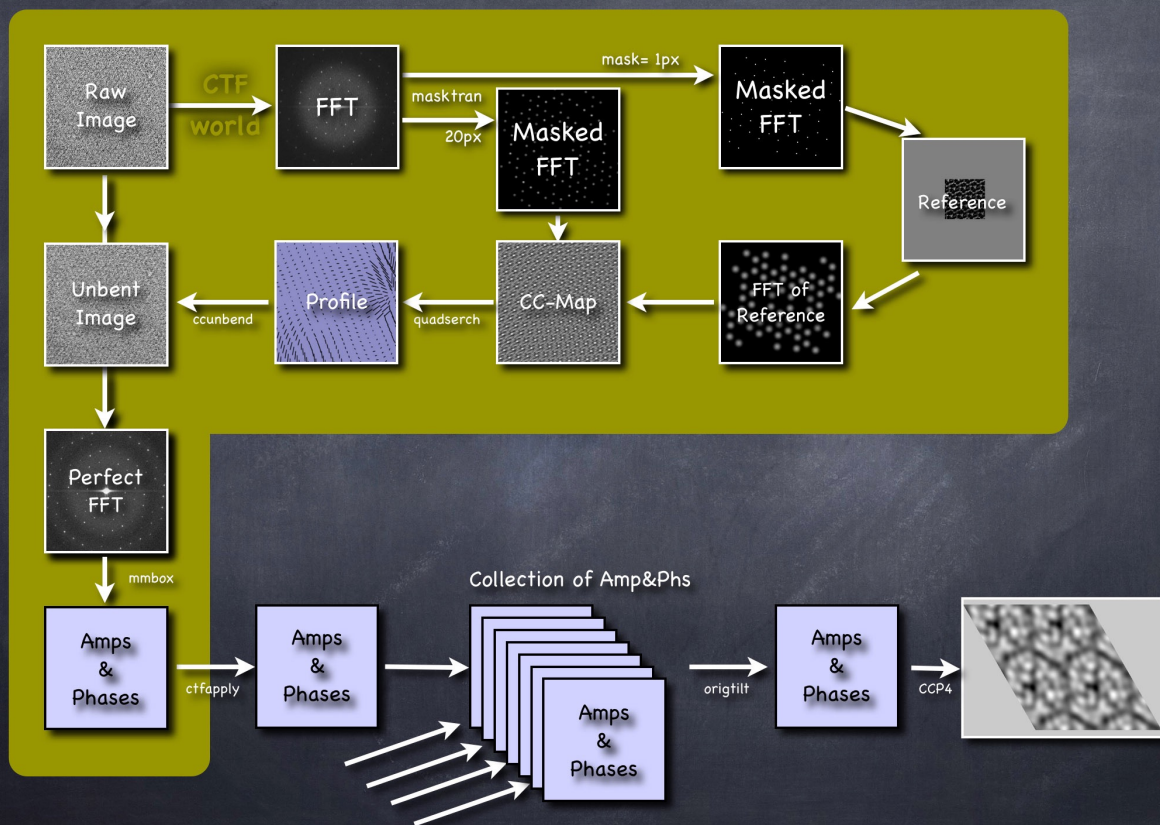 Raw
Image
CTF
world
FFT
mask= 1px
masktran
20px
Masked
FFT
Masked
FFT
Reference
Unbent
Image
ccunbend
Profile
quadserch
CC-Map
FFT of
Reference
Perfect
FFT
mmbox
Collection of Amp&Phs
Amps
&
Phases
ctfapply
Amps
&
Phases
Amps
&
Phases
origtilt
Amps
&
Phases
CCP4